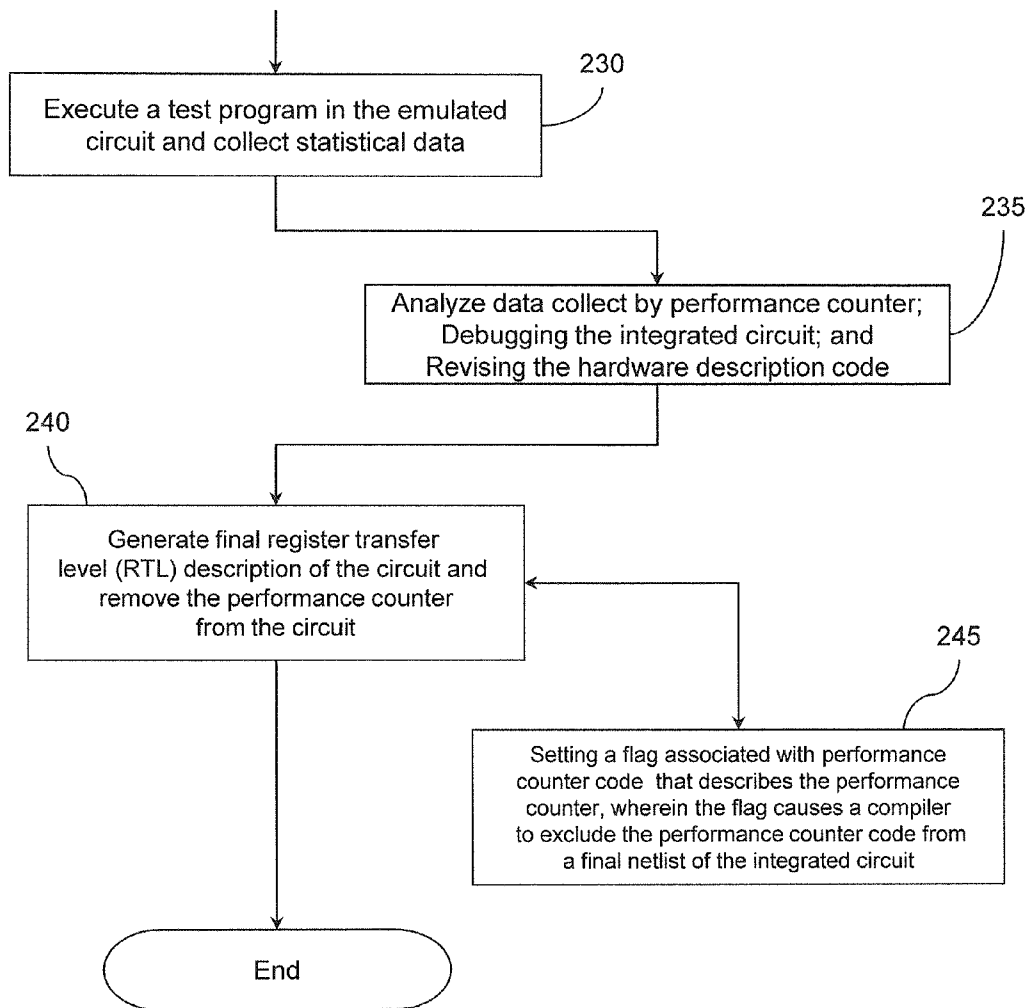 230
Execute a test program in the emulated
circuit and collect statistical data
235
Analyze data collect by performance counter;
Debugging the integrated circuit; and
Revising the hardware description code
240
Generate final register transfer
level (RTL) description of the circuit and
remove the performance counter
from the circuit
245
Setting a flag associated with performance
counter code that describes the performance
counter, wherein the flag causes a compiler
to exclude the performance counter code from
a final netlist of the integrated circuit
End